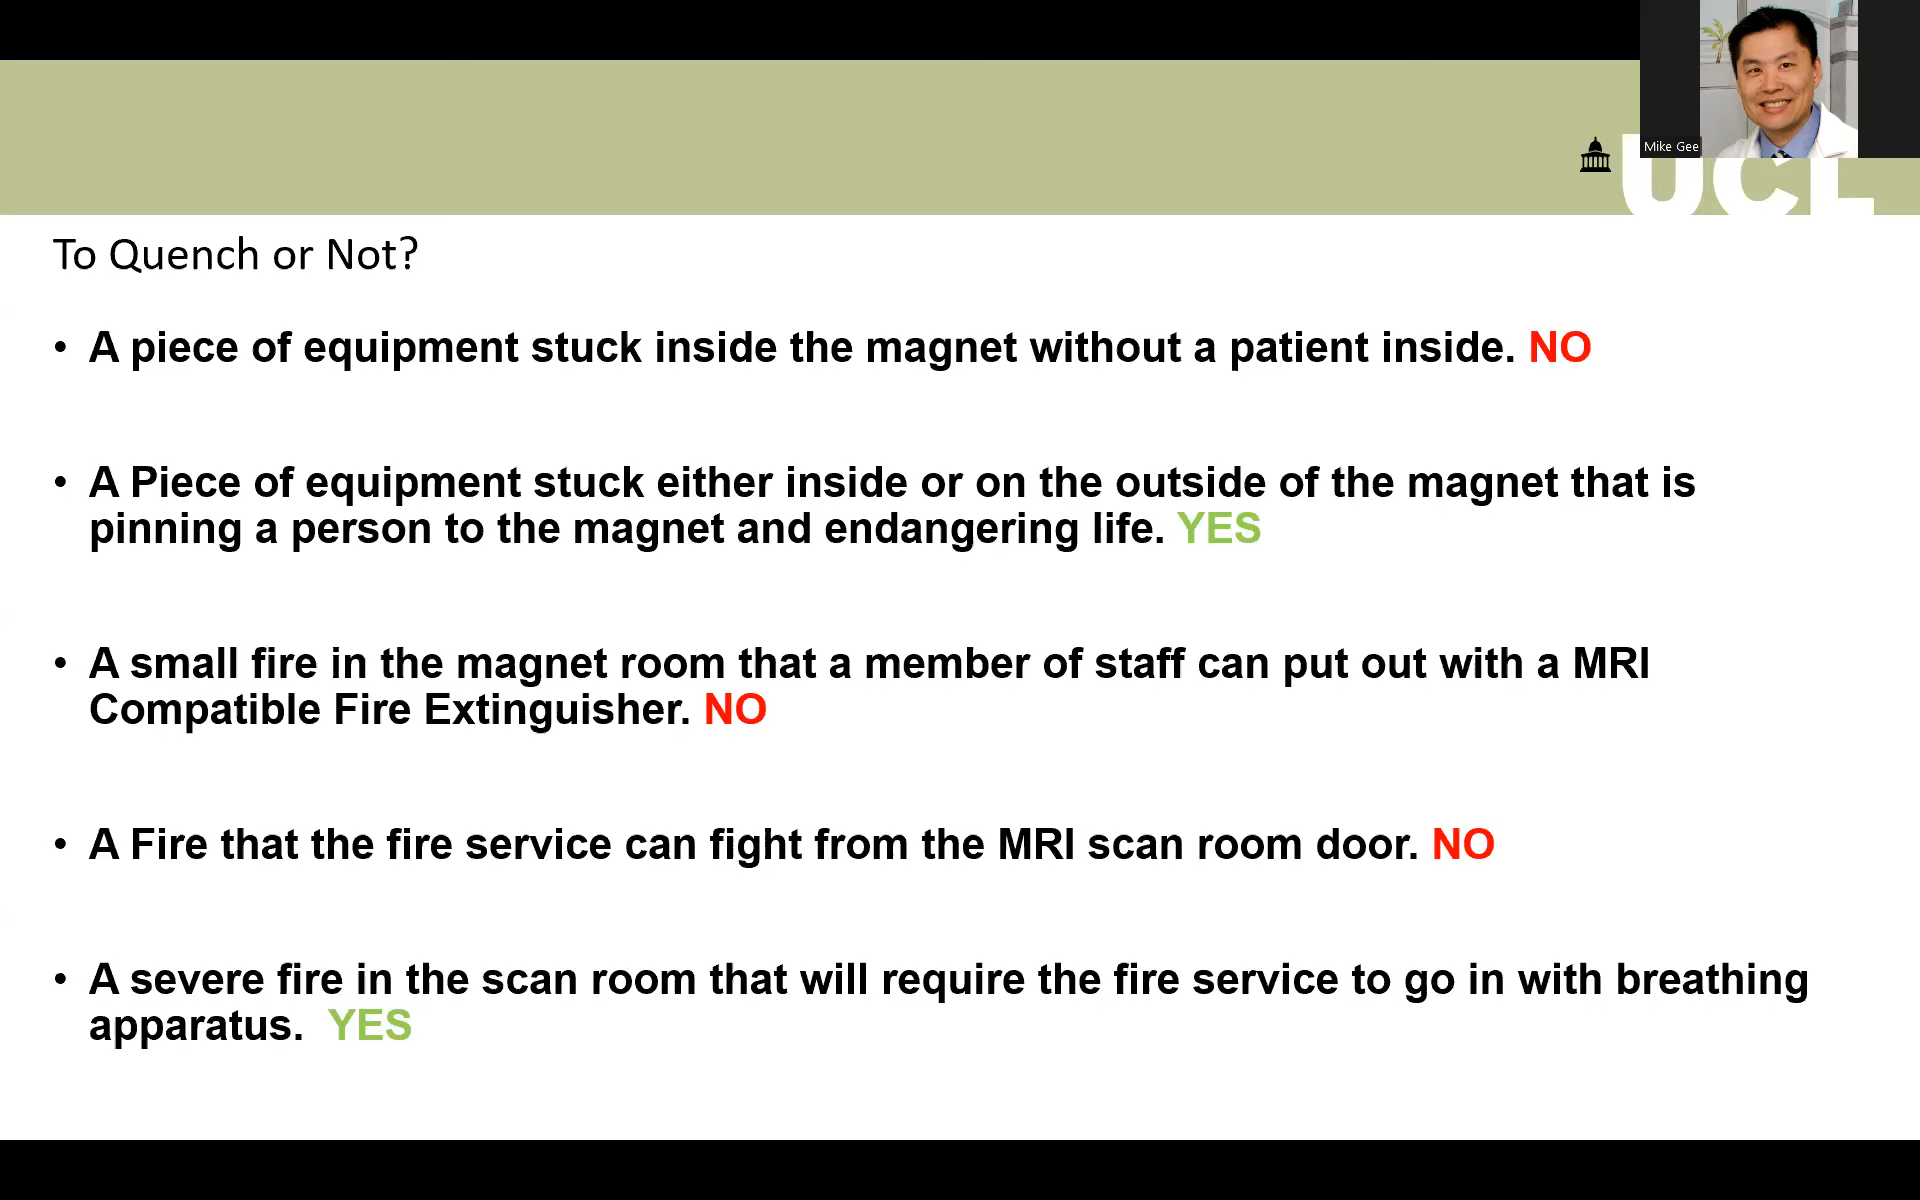 Mike Gee
UCL
To Quench or Not?
• A piece of equipment stuck inside the magnet without a patient inside. NO
• A Piece of equipment stuck either inside or on the outside of the magnet that is
pinning a person to the magnet and endangering life. YES
• A small fire in the magnet room that a member of staff can put out with a MRI
Compatible Fire Extinguisher. NO
• A Fire that the fire service can fight from the MRI scan room door. NO
• A severe fire in the scan room that will require the fire service to go in with breathing
apparatus.  YES